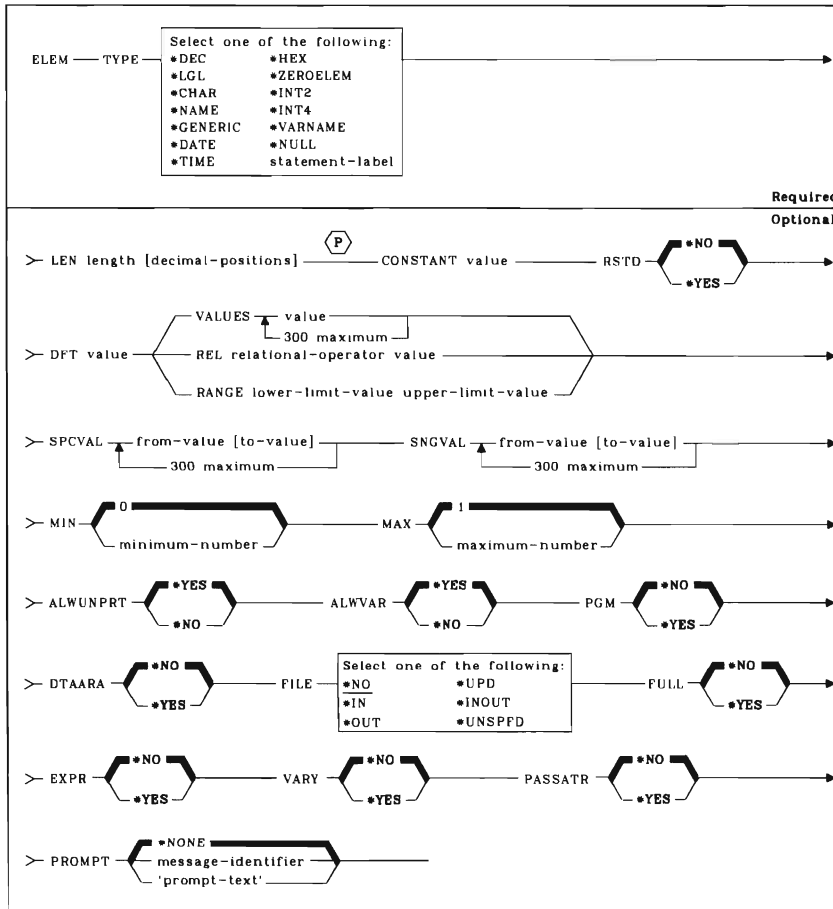 Select one of the following:
*DEC *HEX
*LGL *ZEROELEM
*CHAR *INT2
*NAME *INT4
*GENERIC *VARNAME
*DATE *NULL
*TIME statement-label
ELEM TYPE
Required
Optional
P
LEN length [decimal-positions] CONSTANT value RSTD *NO
*YES
VALUES value
300 maximum
DFT value REL relational-operator value
RANGE lower-limit-value upper-limit-value
SPCVAL from-value [to-value] SNGVAL from-value [to-value]
300 maximum 300 maximum
MIN 0 MAX 1
minimum-number maximum-number
ALWUNPRT *YES ALWVAR *YES PGM *NO
*NO *NO *YES
DTAARA *NO FILE Select one of the following: FULL *NO
*YES *NO *UPD *YES
*IN *INOUT
*OUT *UNSPFD
EXPR *NO VARY *NO PASSATR *NO
*YES *YES *YES
*NONE
PROMPT message-identifier
'prompt-text'